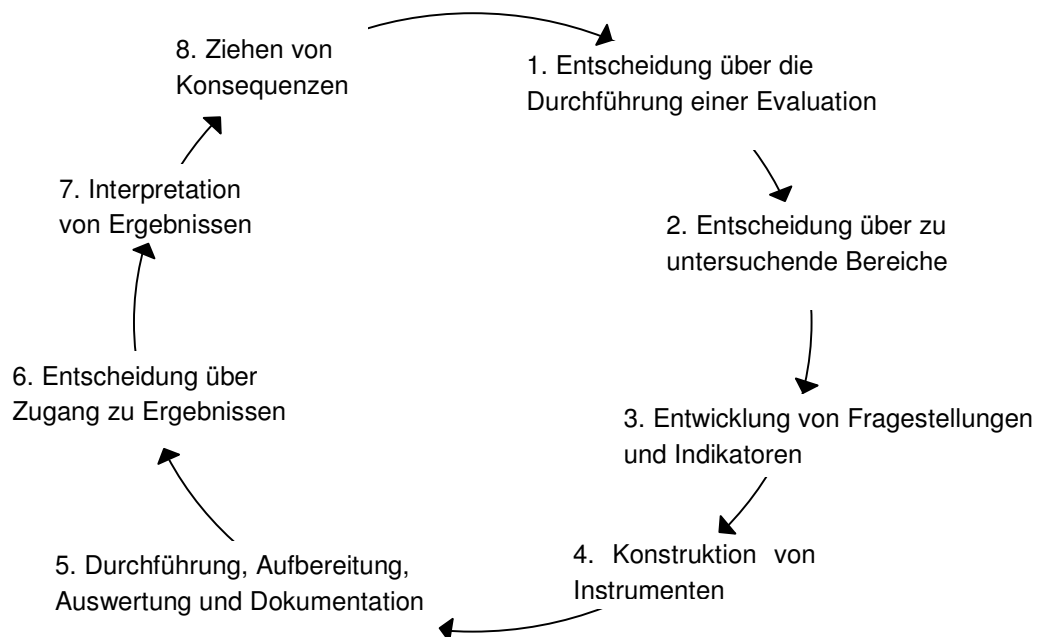 1. Entscheidung über die
Durchführung einer Evaluation
2. Entscheidung über zu
untersuchende Bereiche
3. Entwicklung von Fragestellungen
und Indikatoren
4. Konstruktion von
Instrumenten
5. Durchführung, Aufbereitung,
Auswertung und Dokumentation
6. Entscheidung über
Zugang zu Ergebnissen
7. Interpretation
von Ergebnissen
8. Ziehen von
Konsequenzen